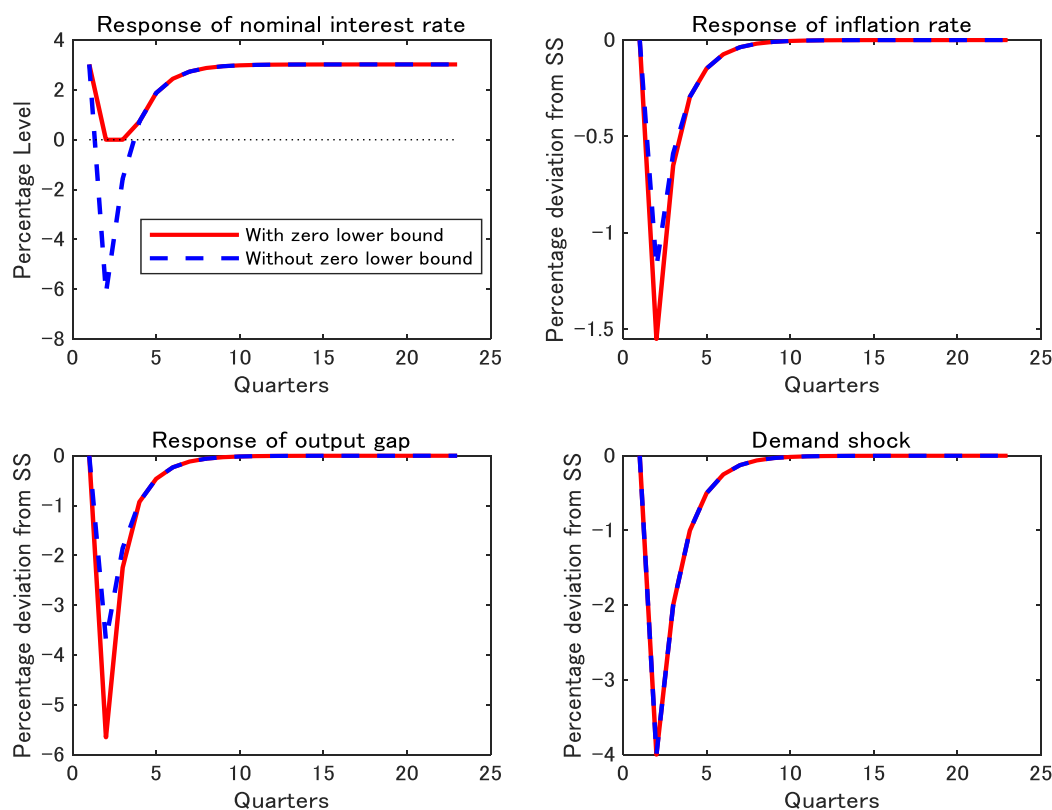 Response of nominal interest rate
Percentage Level
4
2
0
−2
−4
−6
−8
With zero lower bound
Without zero lower bound
0 5 10 15 20 25
Quarters
Response of inflation rate
Percentage deviation from SS
0
−0.5
−1
−1.5
0 5 10 15 20 25
Quarters
Response of output gap
Percentage deviation from SS
0
−1
−2
−3
−4
−5
−6
0 5 10 15 20 25
Quarters
Demand shock
Percentage deviation from SS
0
−1
−2
−3
−4
0 5 10 15 20 25
Quarters